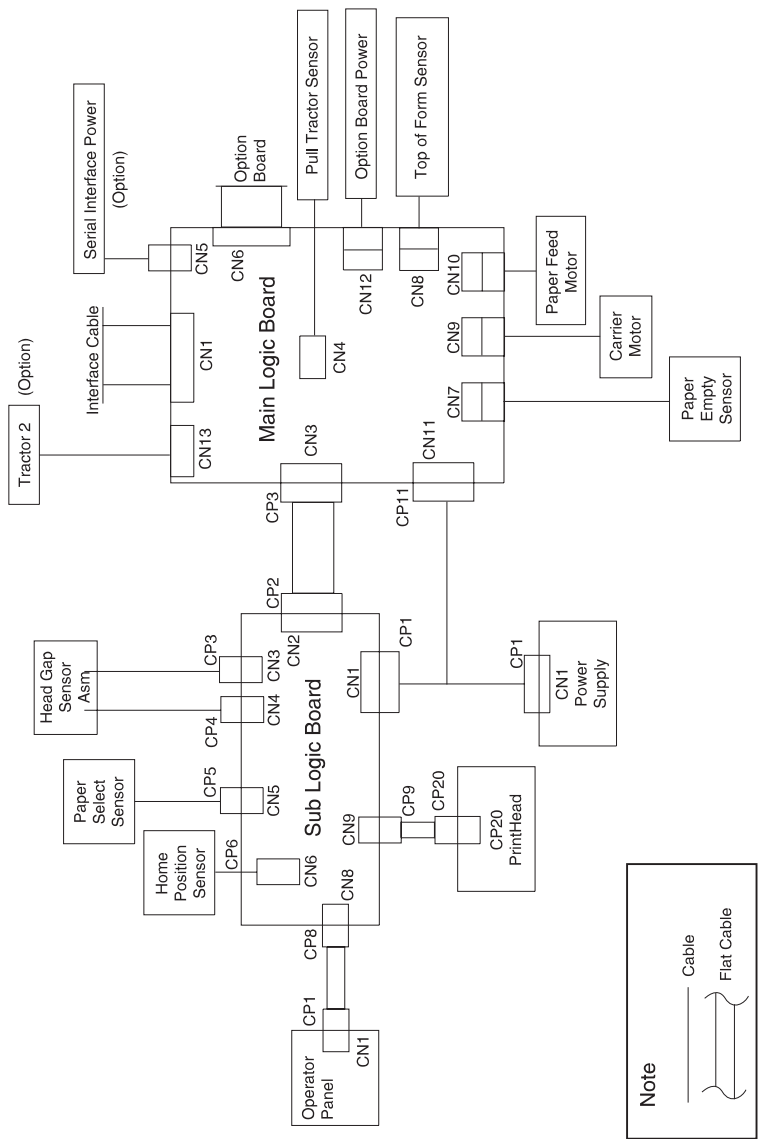 Tractor 2
(Option)
Interface Cable
Serial Interface Power
(Option)
Option
Board
Pull Tractor Sensor
Option Board Power
Top of Form Sensor
CN13
CN1
CN5
CN6
Main Logic Board
CN4
CN12
CN8
CN3
CN11
CN7
CN9
CN10
Paper
Empty
Sensor
Carrier
Motor
Paper Feed
Motor
CP3
CP11
CP2
CN2
Head Gap
Sensor
Asm
CP3
CN3
CP4
CN4
Paper
Select
Sensor
CP5
CN5
Home
Position
Sensor
CP6
CN6
Sub Logic Board
CN1
CP1
CP1
CN1
Power
Supply
CN9
CP9
CP20
CP20
PrintHead
CN8
CP8
CP1
CN1
Operator
Panel
Note
Cable
Flat Cable